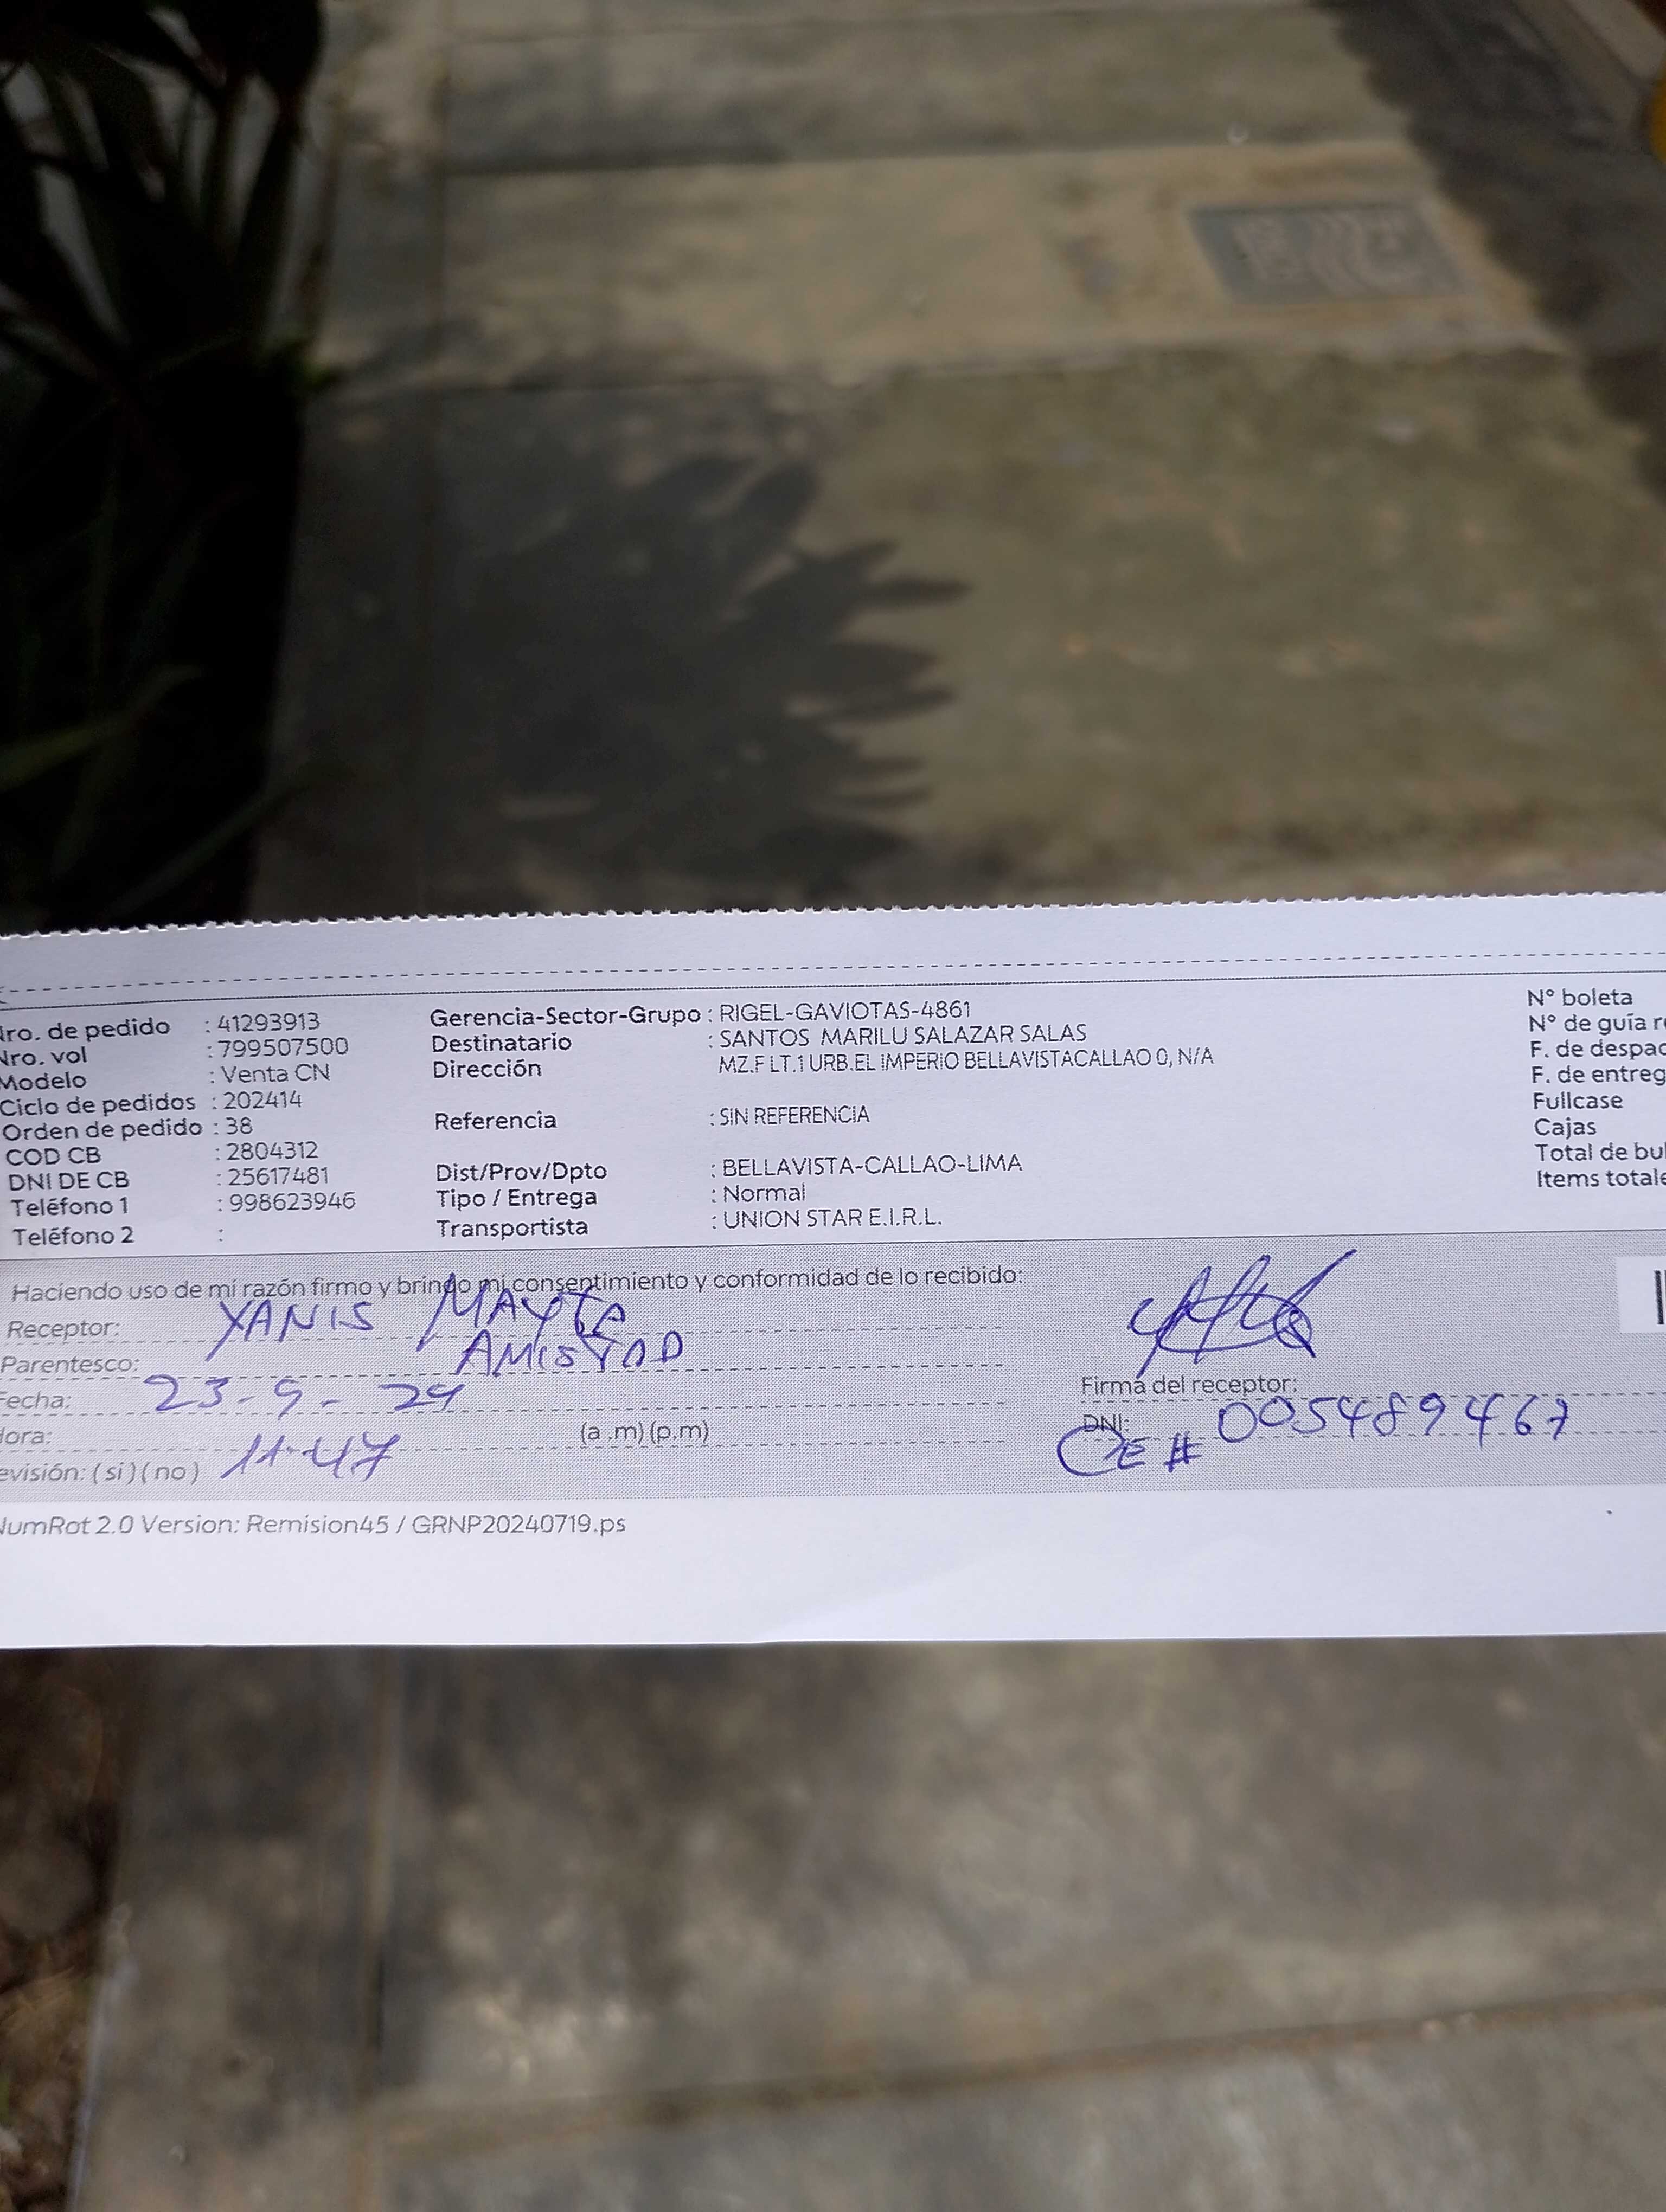 Nro. de pedido : 41293913
Nro. vol : 799507500
Modelo : Venta CN
Ciclo de pedidos : 202414
Orden de pedido : 38
COD CB : 2804312
DNI DE CB : 25617481
Teléfono 1 : 998623946
Teléfono 2 :
Gerencia-Sector-Grupo : RIGEL-GAVIOTAS-4861
Destinatario : SANTOS MARILU SALAZAR SALAS
Dirección MZ.F LT.1 URB.EL IMPERIO BELLAVISTACALLAO 0, N/A
Referencia : SIN REFERENCIA
Dist/Prov/Dpto : BELLAVISTA-CALLAO-LIMA
Tipo / Entrega : Normal
Transportista : UNION STAR E.I.R.L.
N° boleta
N° de guía r
F. de despac
F. de entreg
Fullcase
Cajas
Total de bul
Items totale
Haciendo uso de mi razón firmo y brindo mi consentimiento y conformidad de lo recibido:
Receptor: YANIS MAYTE
Parentesco: AMISTAD
Fecha: 23-9-24
Hora: 11:47 (a .m) (p.m)
evisión: ( si ) ( no )
Firma del receptor:
DNI: 005489467
CE #
NumRot 2.0 Version: Remision45 / GRNP20240719.ps